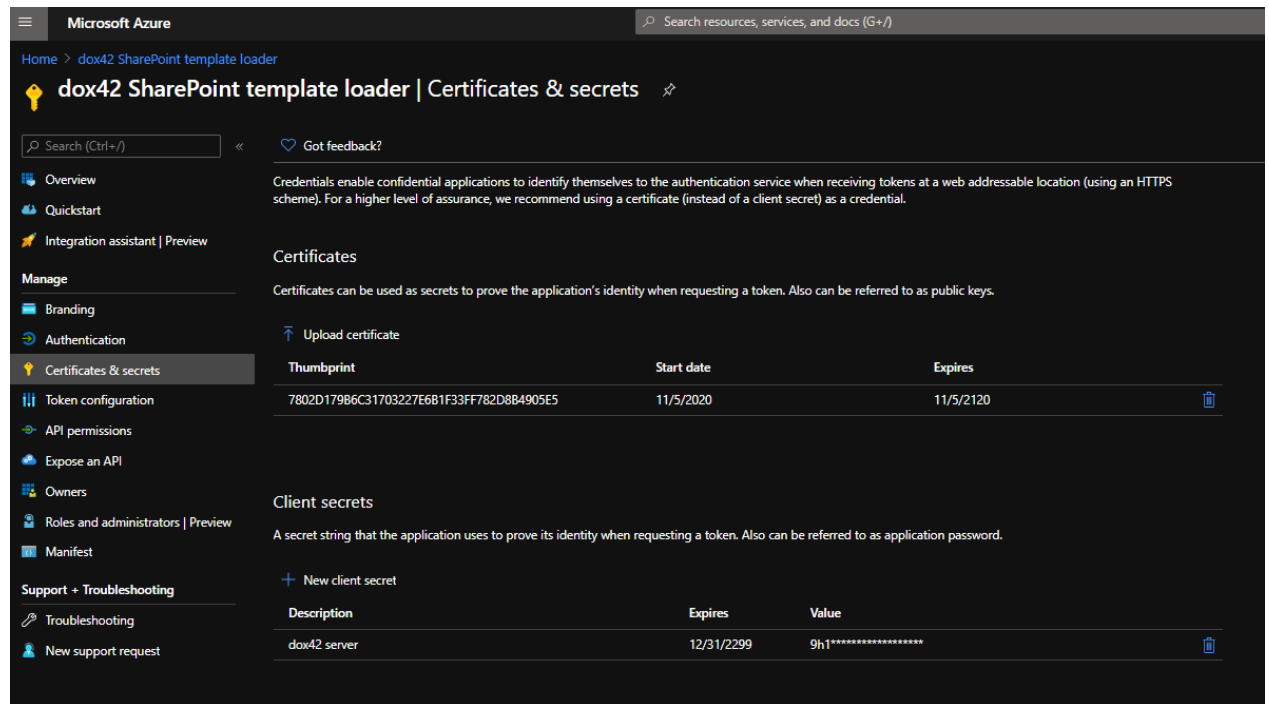 Microsoft Azure
Search resources, services, and docs (G+/)
Home > dox42 SharePoint template loader
dox42 SharePoint template loader | Certificates & secrets
Search (Ctrl+/)
«
Overview
Quickstart
Integration assistant | Preview
Manage
Branding
Authentication
Certificates & secrets
Token configuration
API permissions
Expose an API
Owners
Roles and administrators | Preview
Manifest
Support + Troubleshooting
Troubleshooting
New support request
Got feedback?
Credentials enable confidential applications to identify themselves to the authentication service when receiving tokens at a web addressable location (using an HTTPS
scheme). For a higher level of assurance, we recommend using a certificate (instead of a client secret) as a credential.
Certificates
Certificates can be used as secrets to prove the application's identity when requesting a token. Also can be referred to as public keys.
Upload certificate
Thumbprint Start date Expires
7802D179B6C31703227E6B1F33FF782D8B4905E5 11/5/2020 11/5/2120
Client secrets
A secret string that the application uses to prove its identity when requesting a token. Also can be referred to as application password.
New client secret
Description Expires Value
dox42 server 12/31/2299 9h1******************